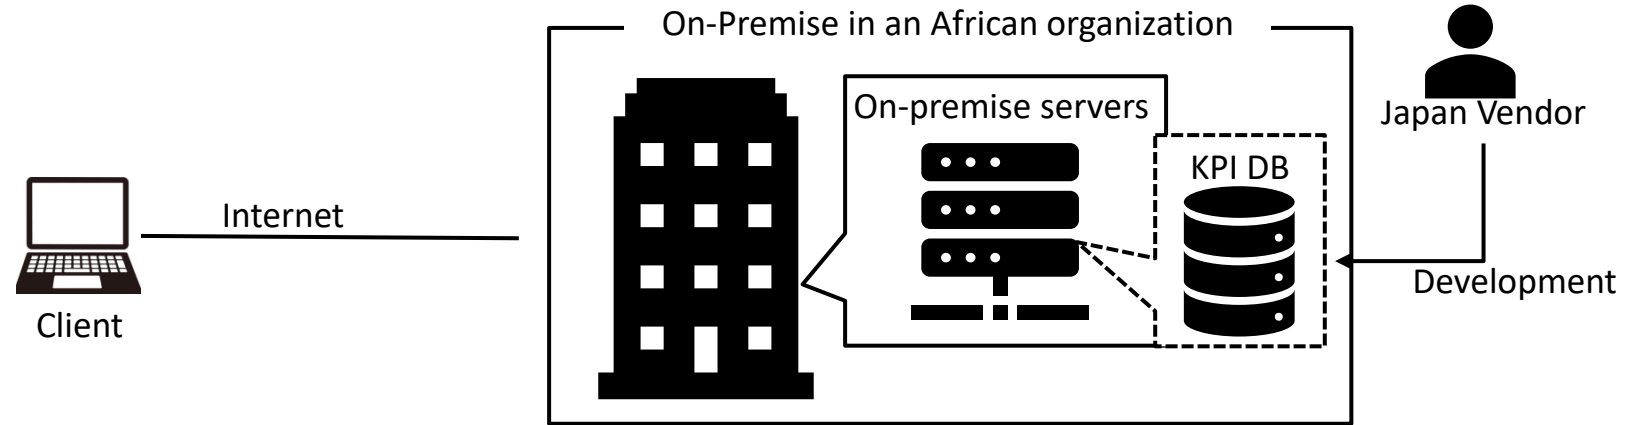 On-Premise in an African organization
On-premise servers
Japan Vendor
KPI DB
Internet
Development
Client